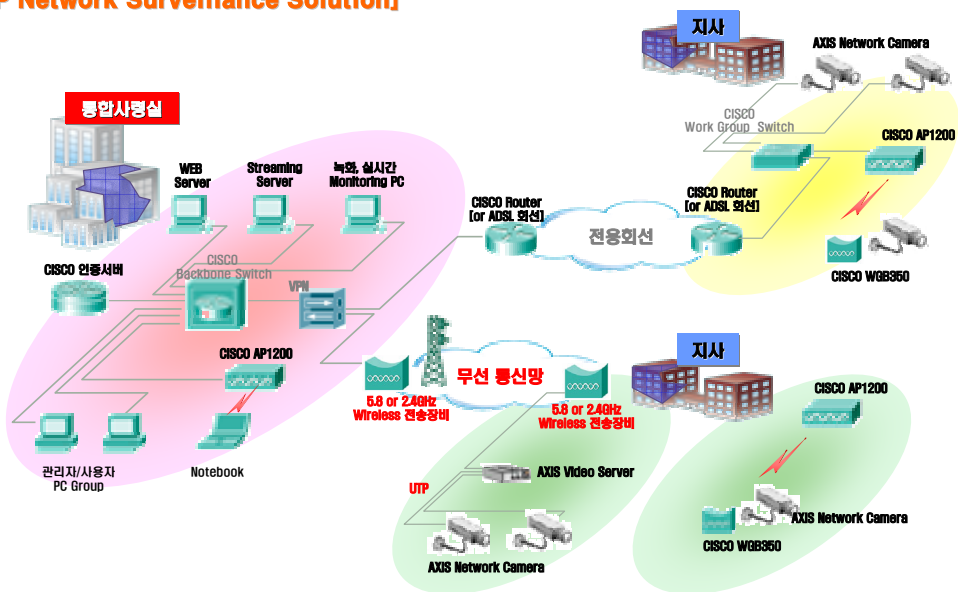 IP Network Surveillance Solution]
지사
AXIS Network Camera
통합사령실
CISCO
Work Group Switch
CISCO AP1200
WEB
Server
Streaming
Server
녹화, 실시간
Monitoring PC
CISCO Router
[or ADSL 회선]
CISCO Router
[or ADSL 회선]
전용회선
CISCO 인증서버
CISCO
Backbone Switch
VPN
CISCO WGB350
CISCO AP1200
무선 통신망
지사
5.8 or 2.4GHz
Wireless 전송장비
5.8 or 2.4GHz
Wireless 전송장비
CISCO AP1200
관리자/사용자
PC Group
Notebook
AXIS Video Server
UTP
AXIS Network Camera
CISCO WGB350
AXIS Network Camera